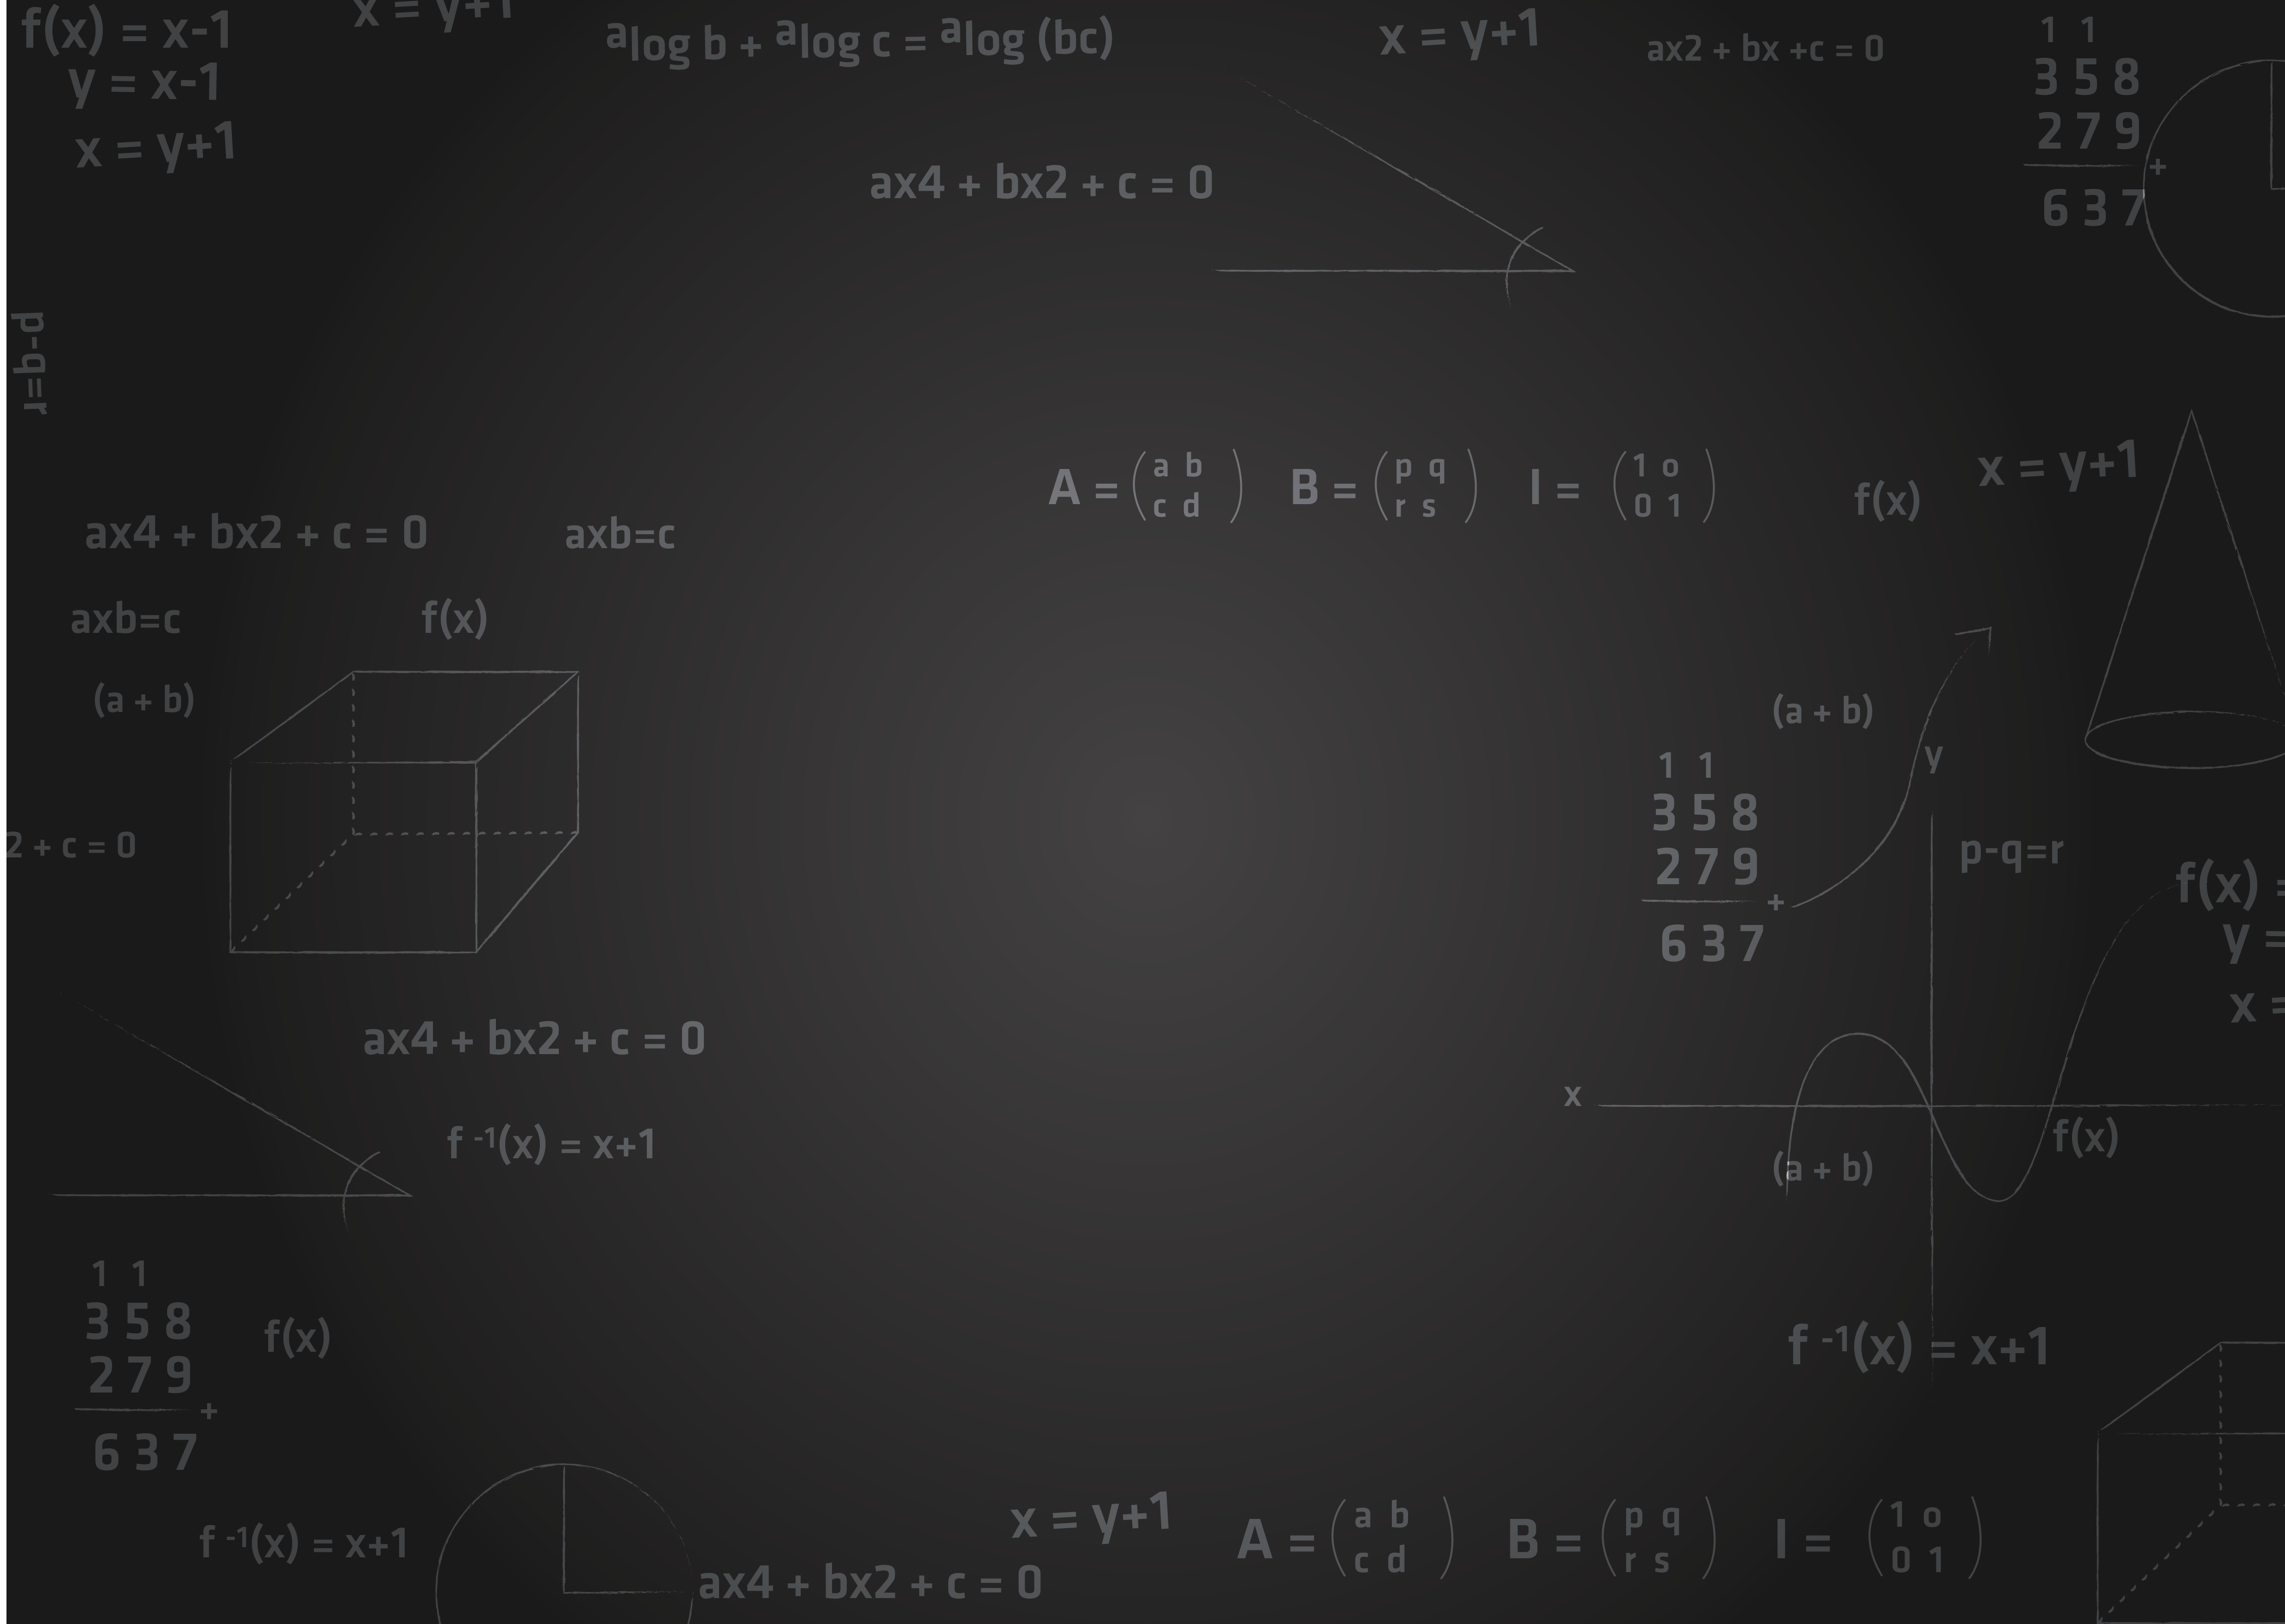 f(x) = x-1
y = x-1
x = y+1
x = y+1
alog b + alog c = alog (bc)
x = y+1
ax2 + bx +c = 0
1 1
3 5 8
2 7 9
+
6 3 7
ax4 + bx2 + c = 0
p-q=r
A = ( a b
c d )
B = ( p q
r s )
I = ( 1 o
0 1 )
f(x)
x = y+1
ax4 + bx2 + c = 0
axb=c
axb=c
f(x)
(a + b)
(a + b)
y
1 1
3 5 8
2 7 9
+
6 3 7
2 + c = 0
p-q=r
f(x) =
y =
x =
ax4 + bx2 + c = 0
x
f -1(x) = x+1
f(x)
(a + b)
1 1
3 5 8
2 7 9
+
6 3 7
f(x)
f -1(x) = x+1
f -1(x) = x+1
x = y+1
ax4 + bx2 + c = 0
A = ( a b
c d )
B = ( p q
r s )
I = ( 1 o
0 1 )